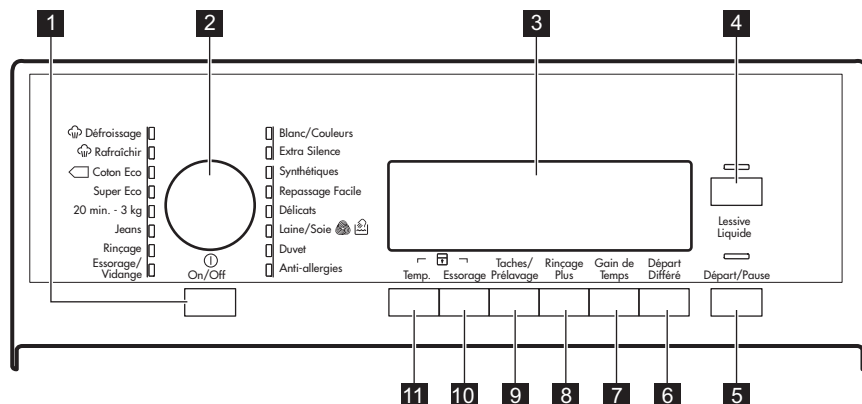 1
2
3
4
Défroissage
Rafraîchir
Coton Eco
Super Eco
20 min. - 3 kg
Jeans
Rinçage
Essorage/
Vidange
On/Off
Blanc/Couleurs
Extra Silence
Synthétiques
Repassage Facile
Délicats
Laine/Soie
Duvet
Anti-allergies
Lessive
Liquide
Temp.
Essorage
Taches/
Prélavage
Rinçage
Plus
Gain de
Temps
Départ
Différé
Départ/Pause
11
10
9
8
7
6
5